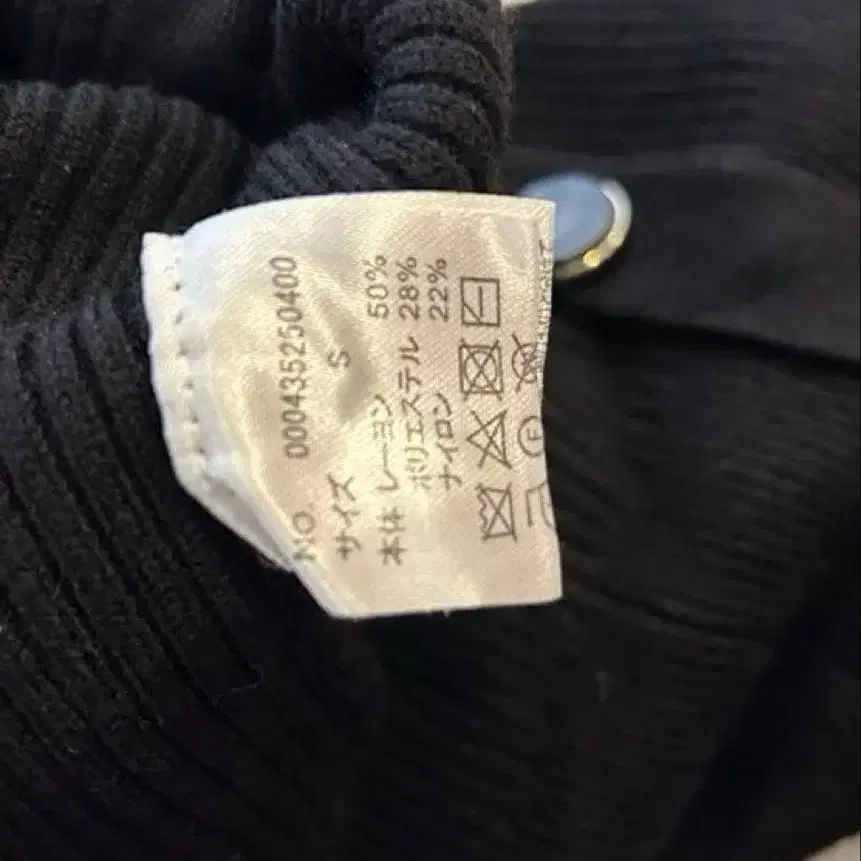 NO. 000435250400
サイズ S
本体 レーヨン 50%
ポリエステル 28%
ナイロン 22%
F